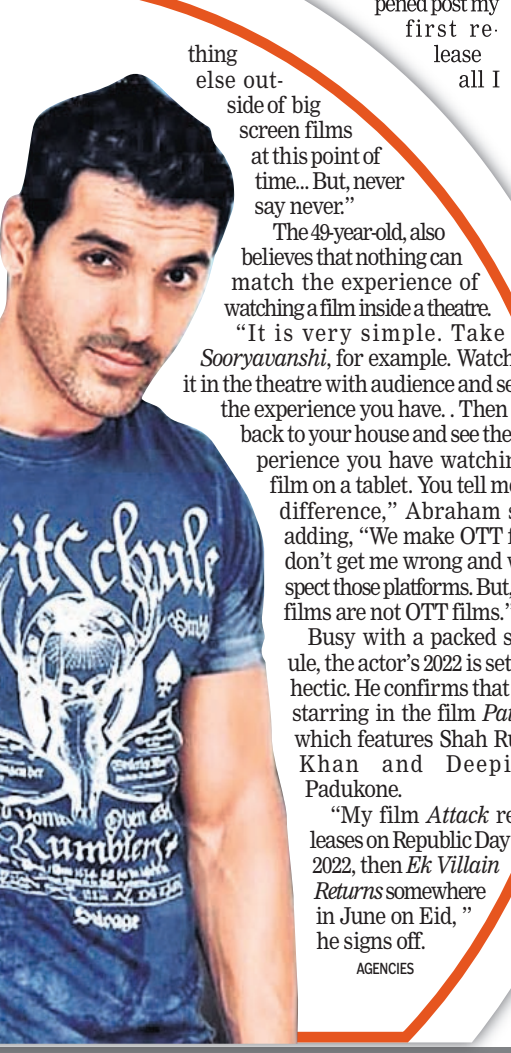 pened post my
first re-
lease
all I
thing
else out-
side of big
screen films
at this point of
time... But, never
say never."
The 49-year-old, also
believes that nothing can
match the experience of
watching a film inside a theatre.
"It is very simple. Take
Sooryavanshi, for example. Watch
it in the theatre with audience and se
the experience you have. . Then
back to your house and see the
perience you have watchin
film on a tablet. You tell me
difference," Abraham s
adding, "We make OTT f
don't get me wrong and w
spect those platforms. But,
films are not OTT films."
Busy with a packed s
ule, the actor's 2022 is set
hectic. He confirms that
starring in the film Pat
which features Shah Ru
Khan and Deepi
Padukone.
"My film Attack re
leases on Republic Day
2022, then Ek Villain
Returns somewhere
in June on Eid, "
he signs off.
AGENCIES
eitschule
Rumblers